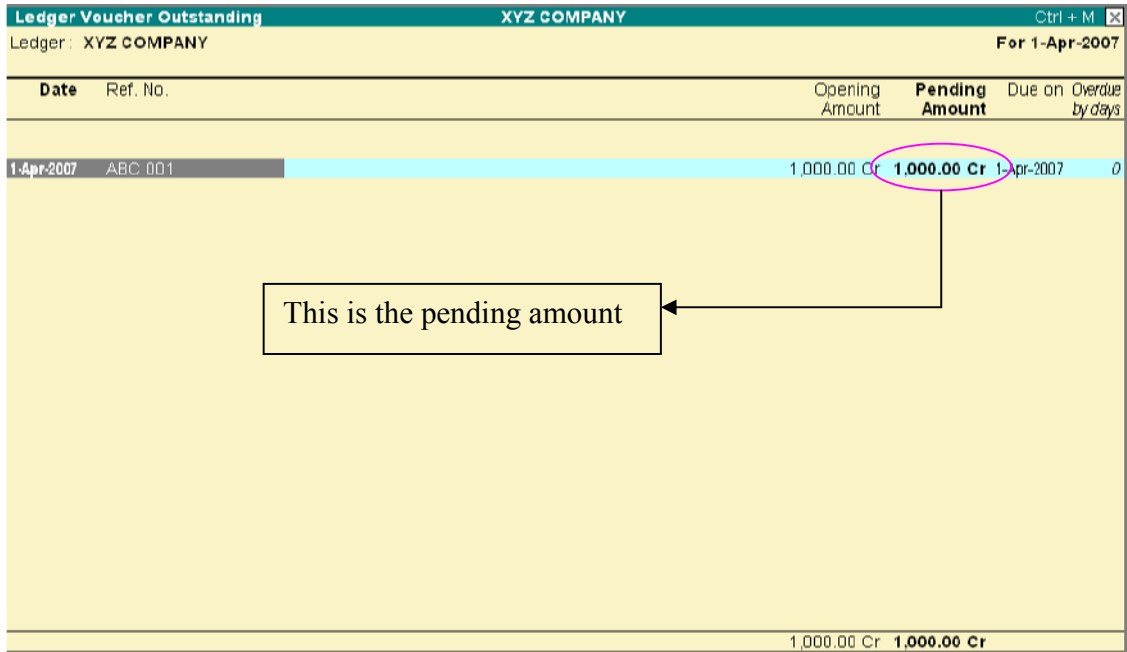 Ledger Voucher Outstanding XYZ COMPANY Ctrl + M
Ledger : XYZ COMPANY For 1-Apr-2007
Date Ref. No. Opening Pending Due on Overdue
Amount Amount by days
1-Apr-2007 ABC 001 1,000.00 Cr 1,000.00 Cr 1-Apr-2007 0
This is the pending amount
1,000.00 Cr 1,000.00 Cr